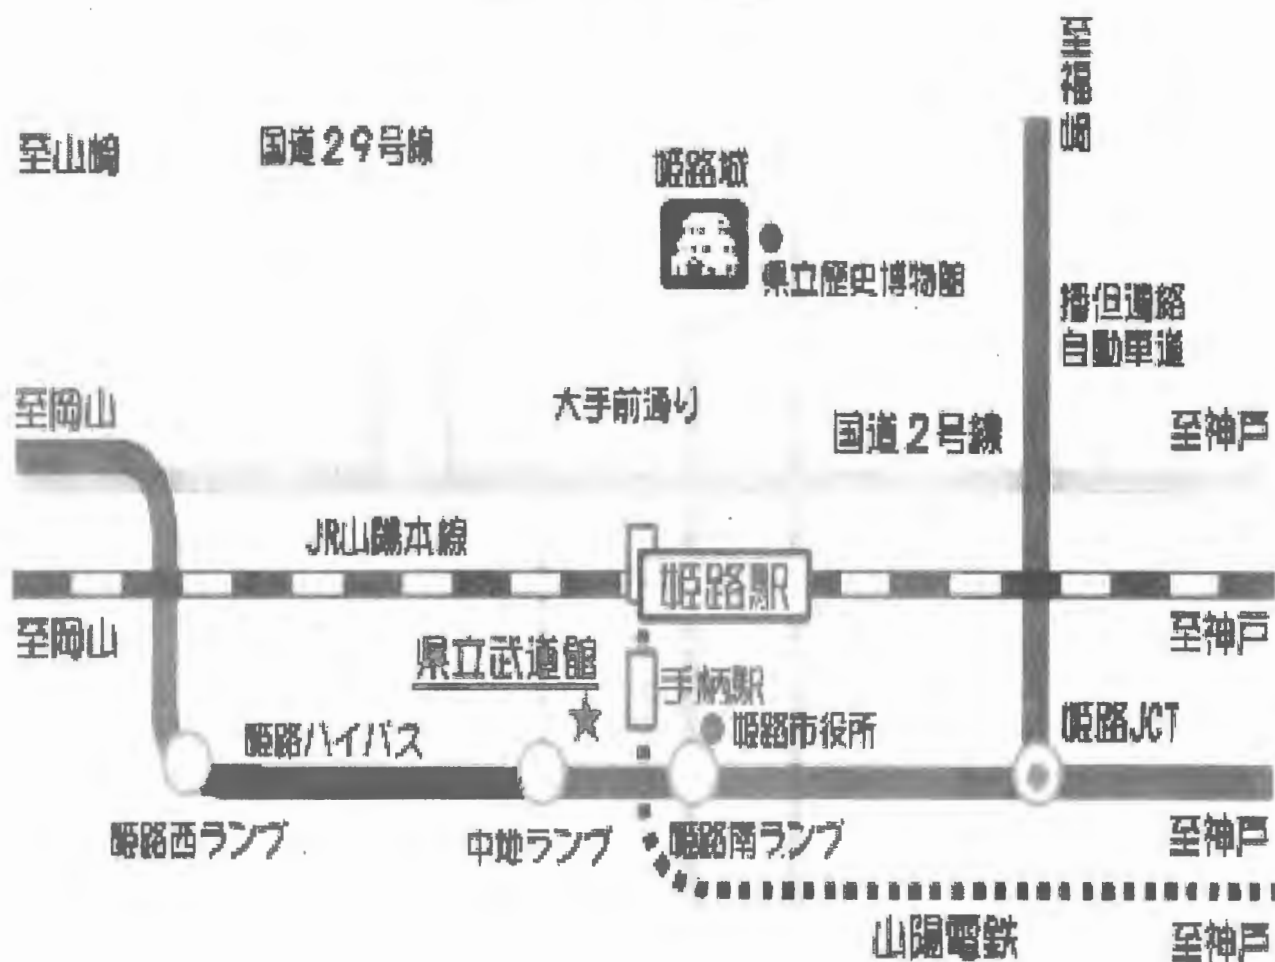 至福崎
至山崎
国道29号線
姫路城
県立歴史博物館
播但連絡
自動車道
至岡山
大手前通り
国道2号線
至神戸
JR山陽本線
姫路駅
至岡山
至神戸
県立武道館
手柄駅
姫路バイパス
姫路市役所
姫路JCT
姫路西ランプ
中地ランプ
姫路南ランプ
至神戸
山陽電鉄
至神戸